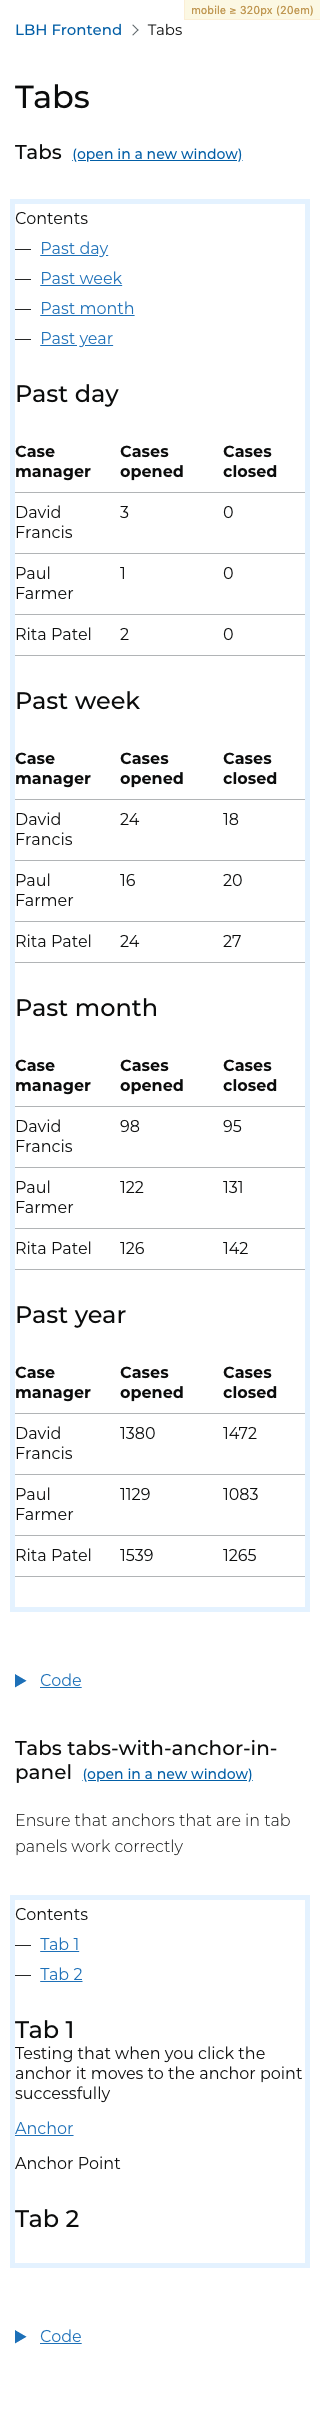 mobile ≥ 320px (20em)
LBH Frontend > Tabs
Tabs
Tabs (open in a new window)
Contents
— Past day
— Past week
— Past month
— Past year
Past day
Case manager Cases opened Cases closed
David Francis 3 0
Paul Farmer 1 0
Rita Patel 2 0
Past week
Case manager Cases opened Cases closed
David Francis 24 18
Paul Farmer 16 20
Rita Patel 24 27
Past month
Case manager Cases opened Cases closed
David Francis 98 95
Paul Farmer 122 131
Rita Patel 126 142
Past year
Case manager Cases opened Cases closed
David Francis 1380 1472
Paul Farmer 1129 1083
Rita Patel 1539 1265
Code
Tabs tabs-with-anchor-in-
panel (open in a new window)
Ensure that anchors that are in tab
panels work correctly
Contents
— Tab 1
— Tab 2
Tab 1
Testing that when you click the
anchor it moves to the anchor point
successfully
Anchor
Anchor Point
Tab 2
Code